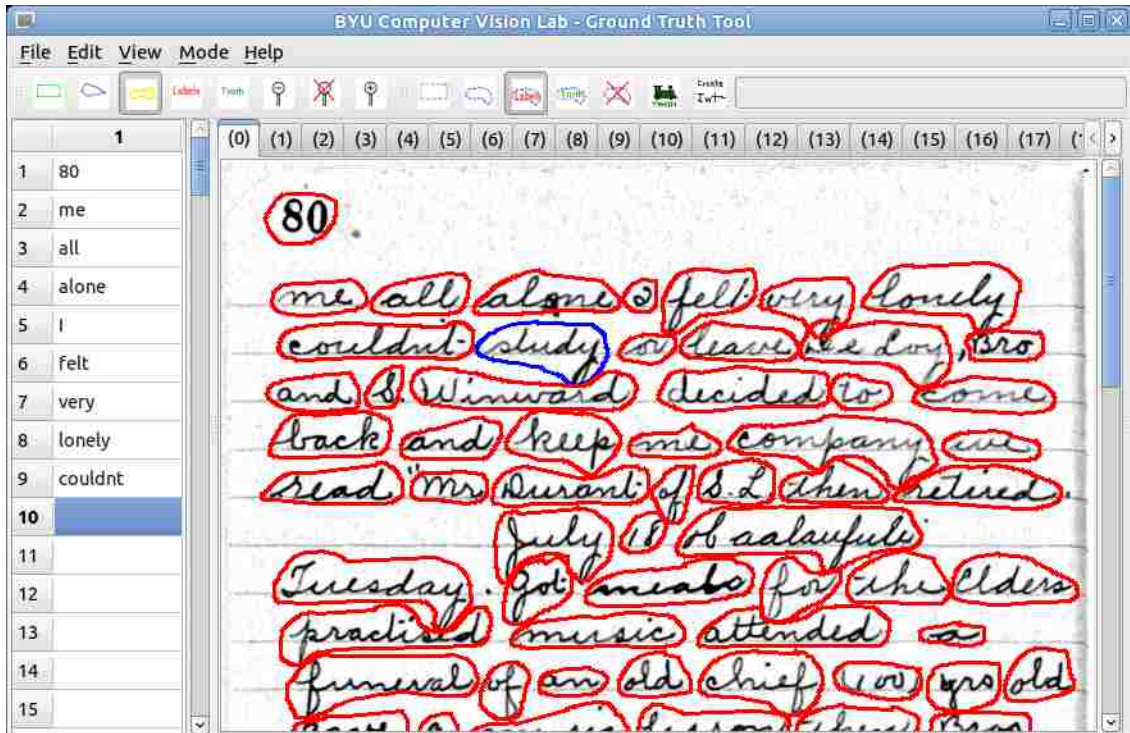 BYU Computer Vision Lab - Ground Truth Tool
File Edit View Mode Help
Labels Truth Labels Truth Create
1 (0) (1) (2) (3) (4) (5) (6) (7) (8) (9) (10) (11) (12) (13) (14) (15) (16) (17)
1 80
2 me
3 all
4 alone
5 I
6 felt
7 very
8 lonely
9 couldnt
10
11
12
13
14
15
80
me all alone I felt very lonely
couldnt study or leave the Loy, Bro
and S. Winward decided to come
back and keep me company we
read "Mr Durant of S.L then retired.
July 18
Tuesday. Got meals for the Elders
practised music attended a
funeral of an old chief (100) yrs old